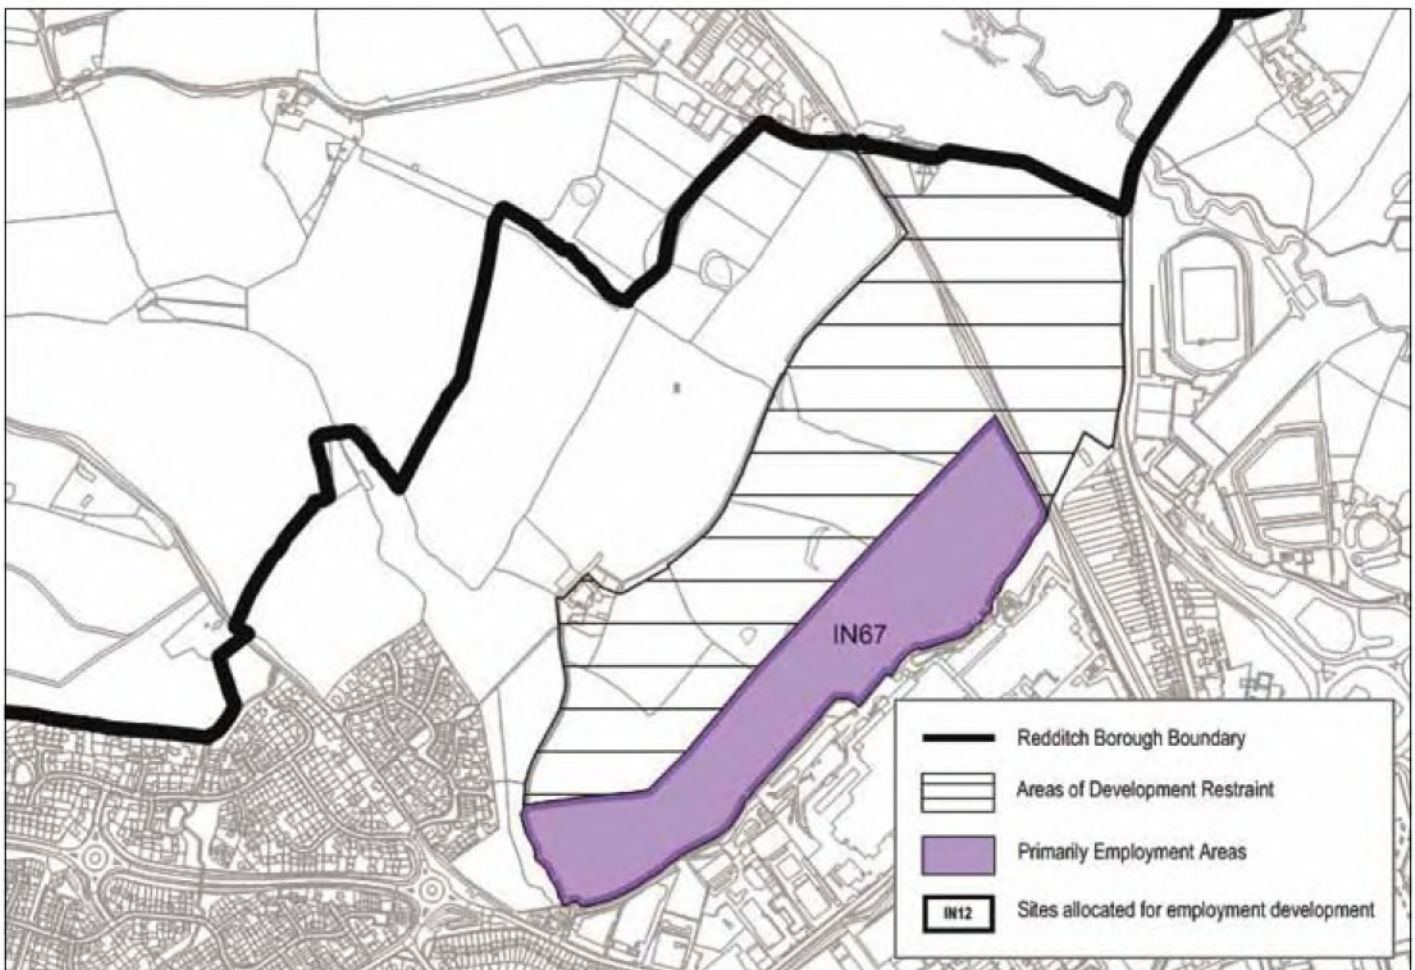 IN67
Redditch Borough Boundary
Areas of Development Restraint
Primarily Employment Areas
IN12 Sites allocated for employment development